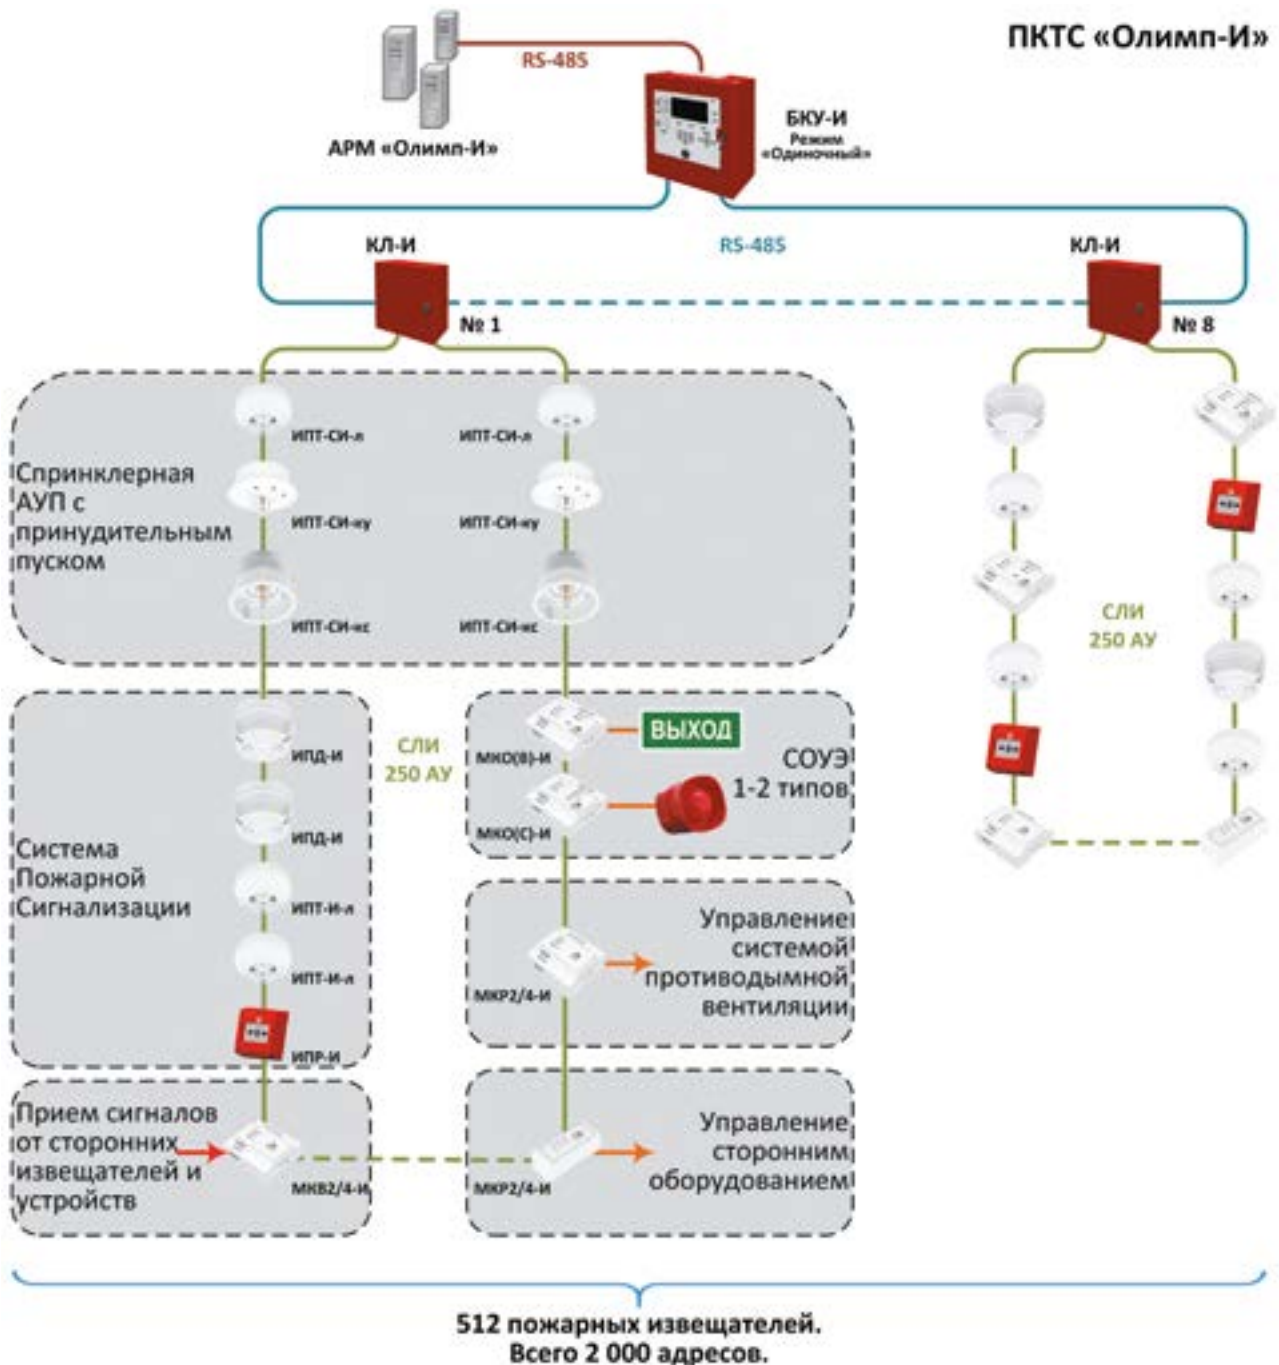 ПКТС «Олимп-И»
RS-485
АРМ «Олимп-И»
БКУ-И
Режим
«Одиночный»
КЛ-И
RS-485
КЛ-И
№ 1
№ 8
Спринклерная
АУП с
принудительным
пуском
ИПТ-СИ-л
ИПТ-СИ-л
ИПТ-СИ-ку
ИПТ-СИ-ку
ИПТ-СИ-кс
ИПТ-СИ-кс
СЛИ
250 АУ
Система
Пожарной
Сигнализации
ИПД-И
ИПД-И
ИПТ-И-л
ИПТ-И-л
ИПР-И
СЛИ
250 АУ
ВЫХОД
МКО(В)-И
СОУЭ
1-2 типов
МКО(С)-И
Управление
системой
противодымной
вентиляции
МКР2/4-И
Прием сигналов
от сторонних
извещателей и
устройств
МКВ2/4-И
МКР2/4-И
Управление
сторонним
оборудованием
512 пожарных извещателей.
Всего 2 000 адресов.